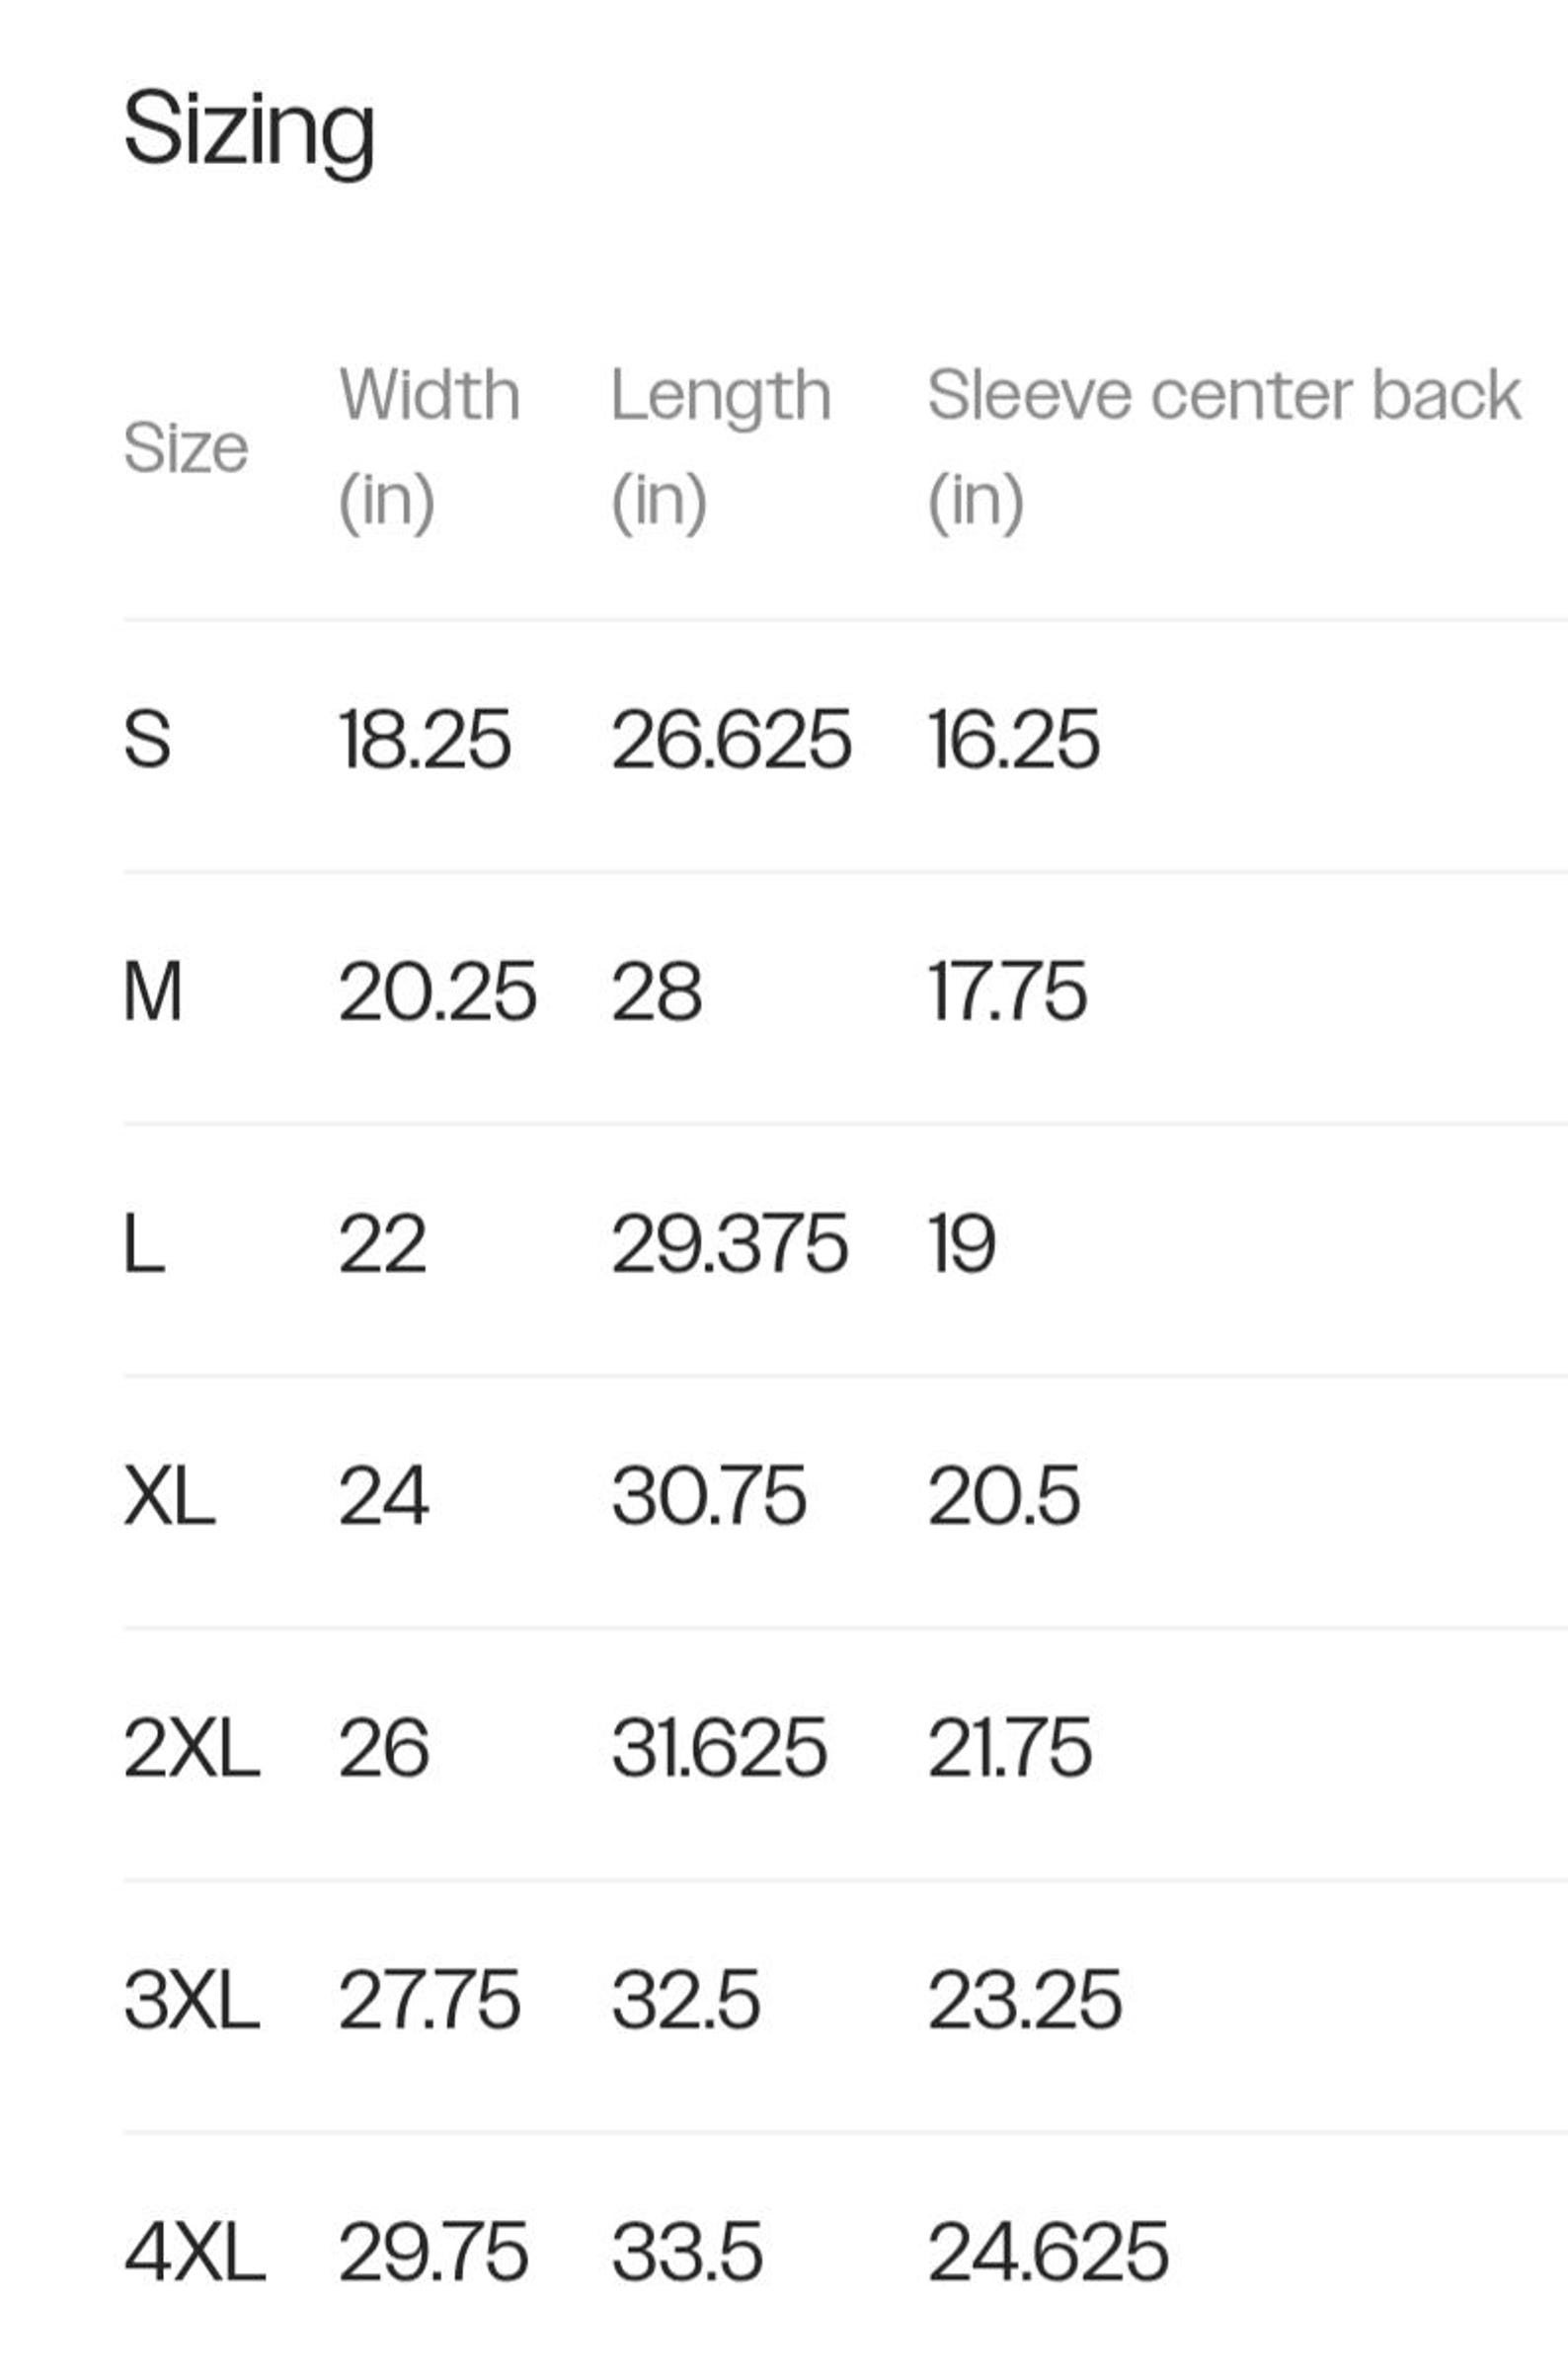 Sizing
Size Width (in) Length (in) Sleeve center back (in)
S 18.25 26.625 16.25
M 20.25 28 17.75
L 22 29.375 19
XL 24 30.75 20.5
2XL 26 31.625 21.75
3XL 27.75 32.5 23.25
4XL 29.75 33.5 24.625